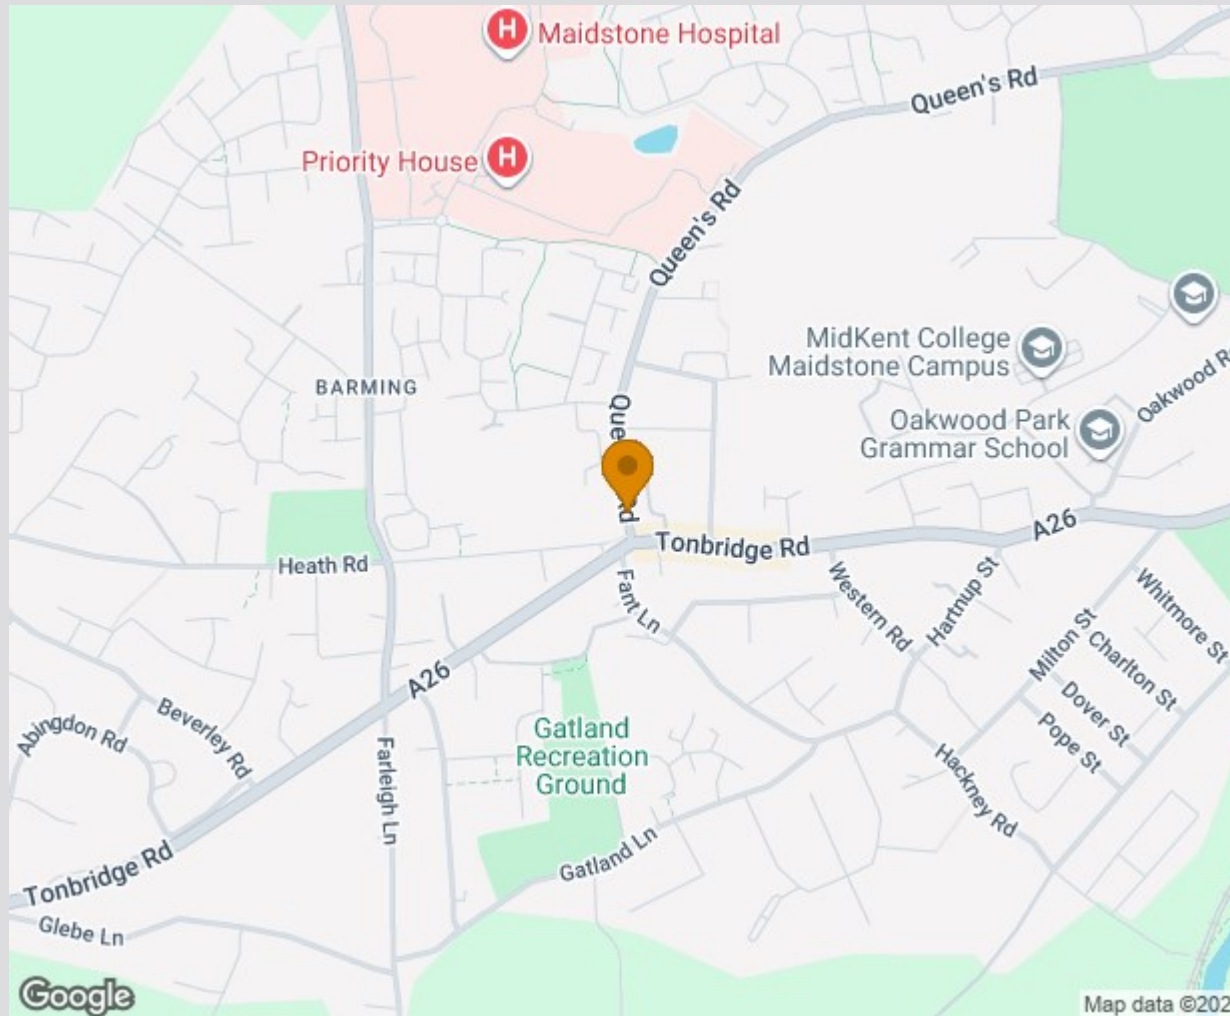 Maidstone Hospital
Queen's Rd
Priority House
Queen's Rd
MidKent College
Maidstone Campus
Oakwood Park
Grammar School
BARMING
A26
Tonbridge Rd
Heath Rd
Fant Ln
Western Rd
Hartnup St
Whitmore St
Milton St
Charlton St
Dover St
Pope St
A26
Gatland
Recreation
Ground
Beverley Rd
Abingdon Rd
Farleigh Ln
Hackney Rd
Gatland Ln
Tonbridge Rd
Glebe Ln
Google
Map data ©202